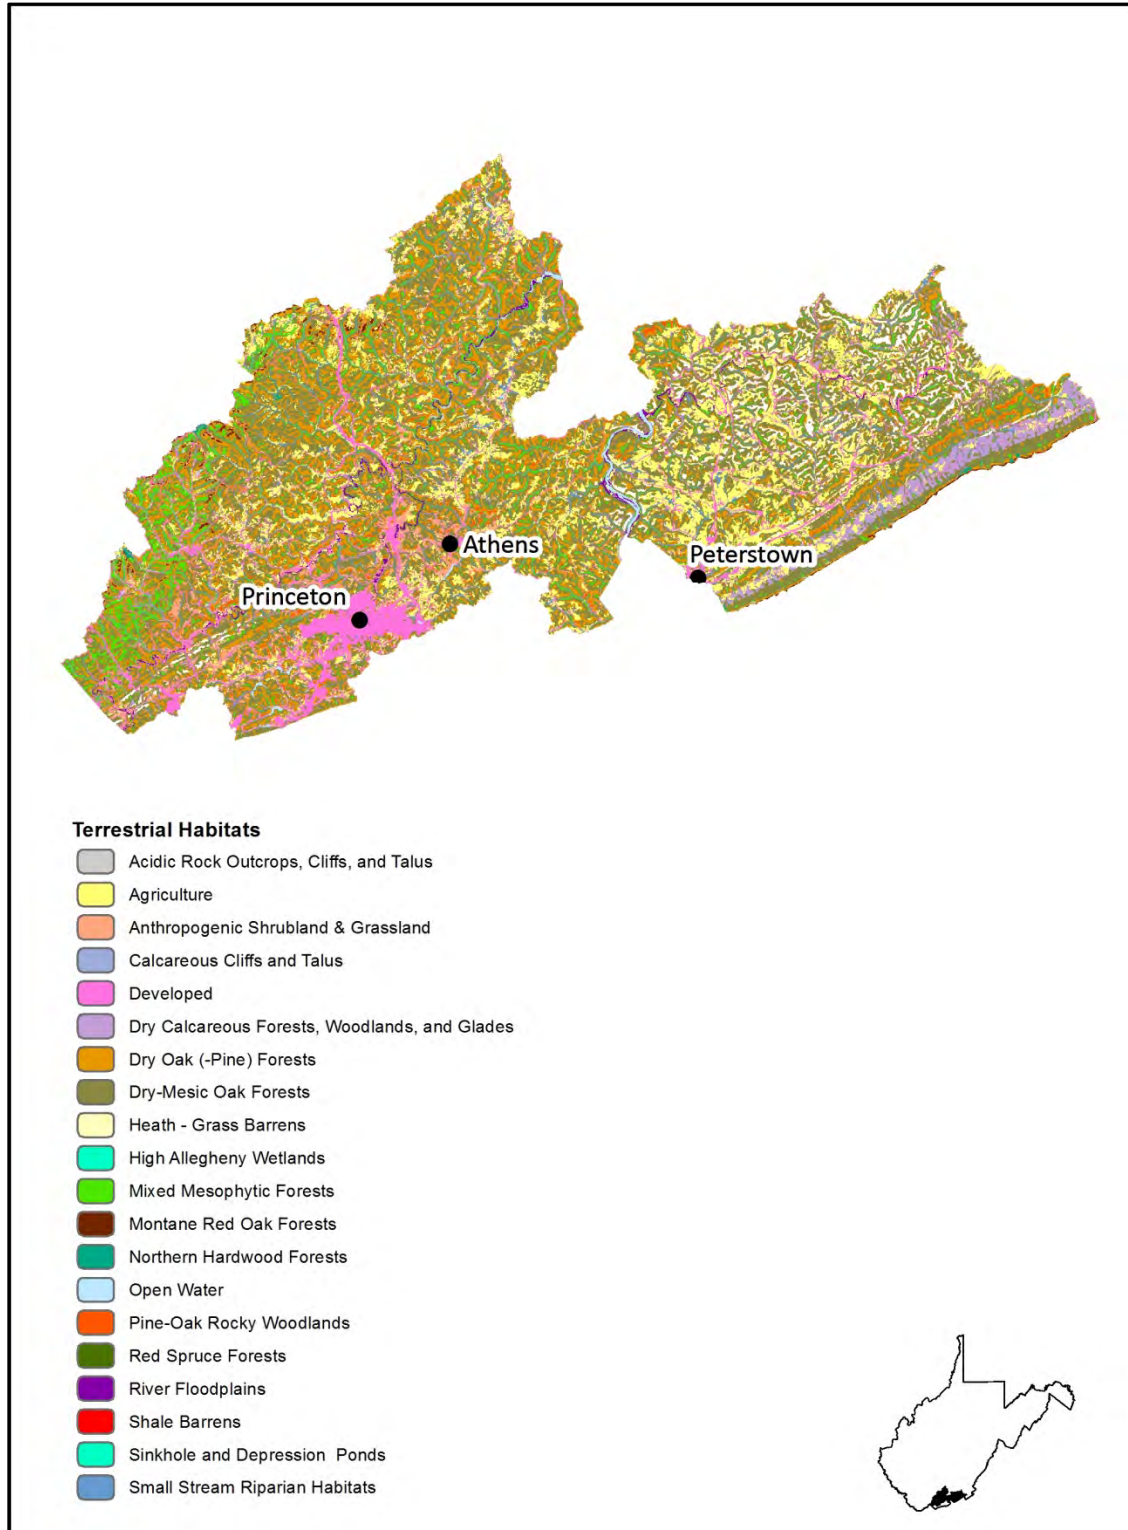 Athens
Peterstown
Princeton
Terrestrial Habitats
Acidic Rock Outcrops, Cliffs, and Talus
Agriculture
Anthropogenic Shrubland & Grassland
Calcareous Cliffs and Talus
Developed
Dry Calcareous Forests, Woodlands, and Glades
Dry Oak (-Pine) Forests
Dry-Mesic Oak Forests
Heath - Grass Barrens
High Allegheny Wetlands
Mixed Mesophytic Forests
Montane Red Oak Forests
Northern Hardwood Forests
Open Water
Pine-Oak Rocky Woodlands
Red Spruce Forests
River Floodplains
Shale Barrens
Sinkhole and Depression  Ponds
Small Stream Riparian Habitats